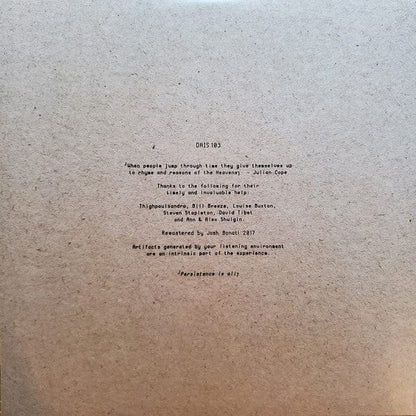 DAIS 103
"When people jump through time they give themselves up
to rhyme and reasons of the Heavens; - Julian Cope
Thanks to the following for their
timely and invaluable help:
Thighpaulsandra, Bill Breeze, Louise Buxton,
Steven Stapleton, David Tibet
and Ann & Alex Shulgin.
Remastered by Josh Bonati 2017
Artifacts generated by your listening environment
are an intrinsic part of the experience.
"Persistence is all;